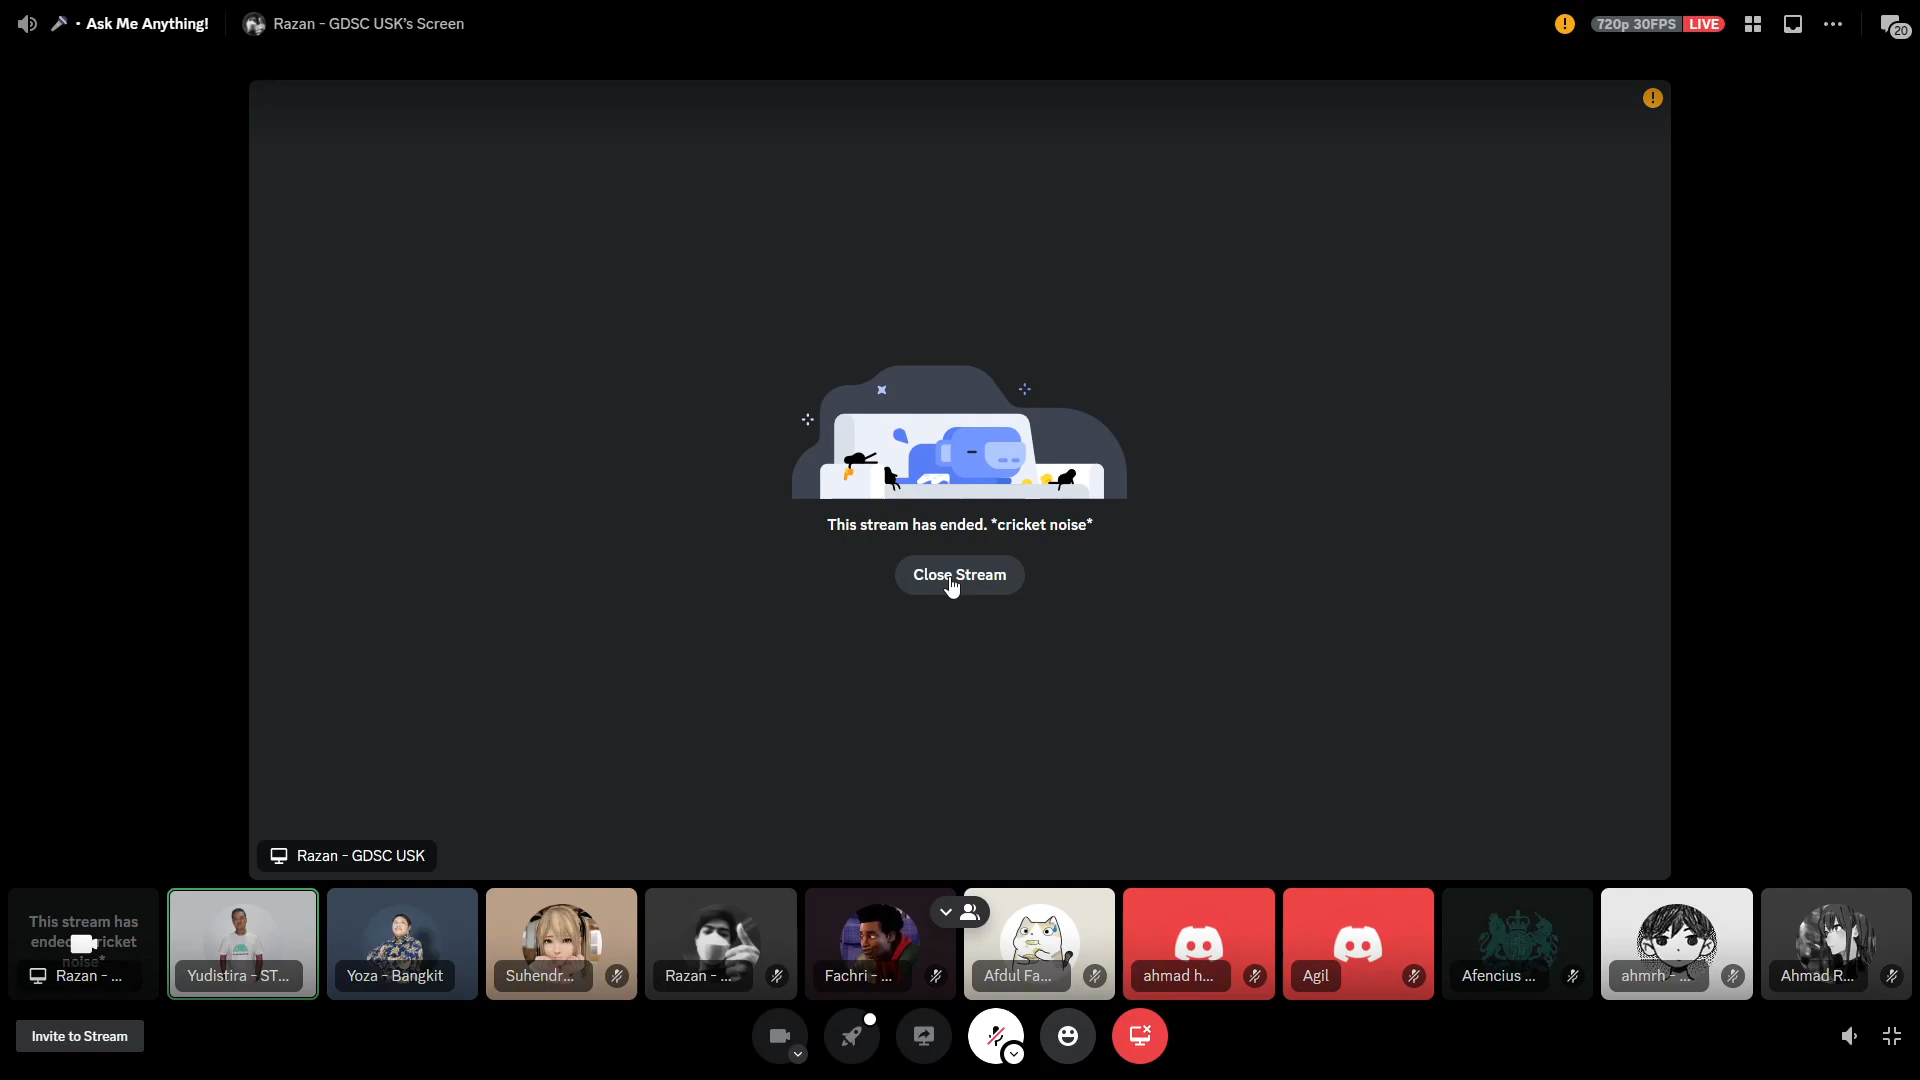 Ask Me Anything!
Razan - GDSC USK's Screen
720p 30FPS LIVE
20
This stream has ended. *cricket noise*
Close Stream
Razan - GDSC USK
This stream has
ended. *cricket
noise*
Razan - ...
Yudistira - ST...
Yoza - Bangkit
Suhendr...
Razan - ...
Fachri - ...
Afdul Fa...
ahmad h...
Agil
Afencius ...
ahmrh - ...
Ahmad R...
Invite to Stream